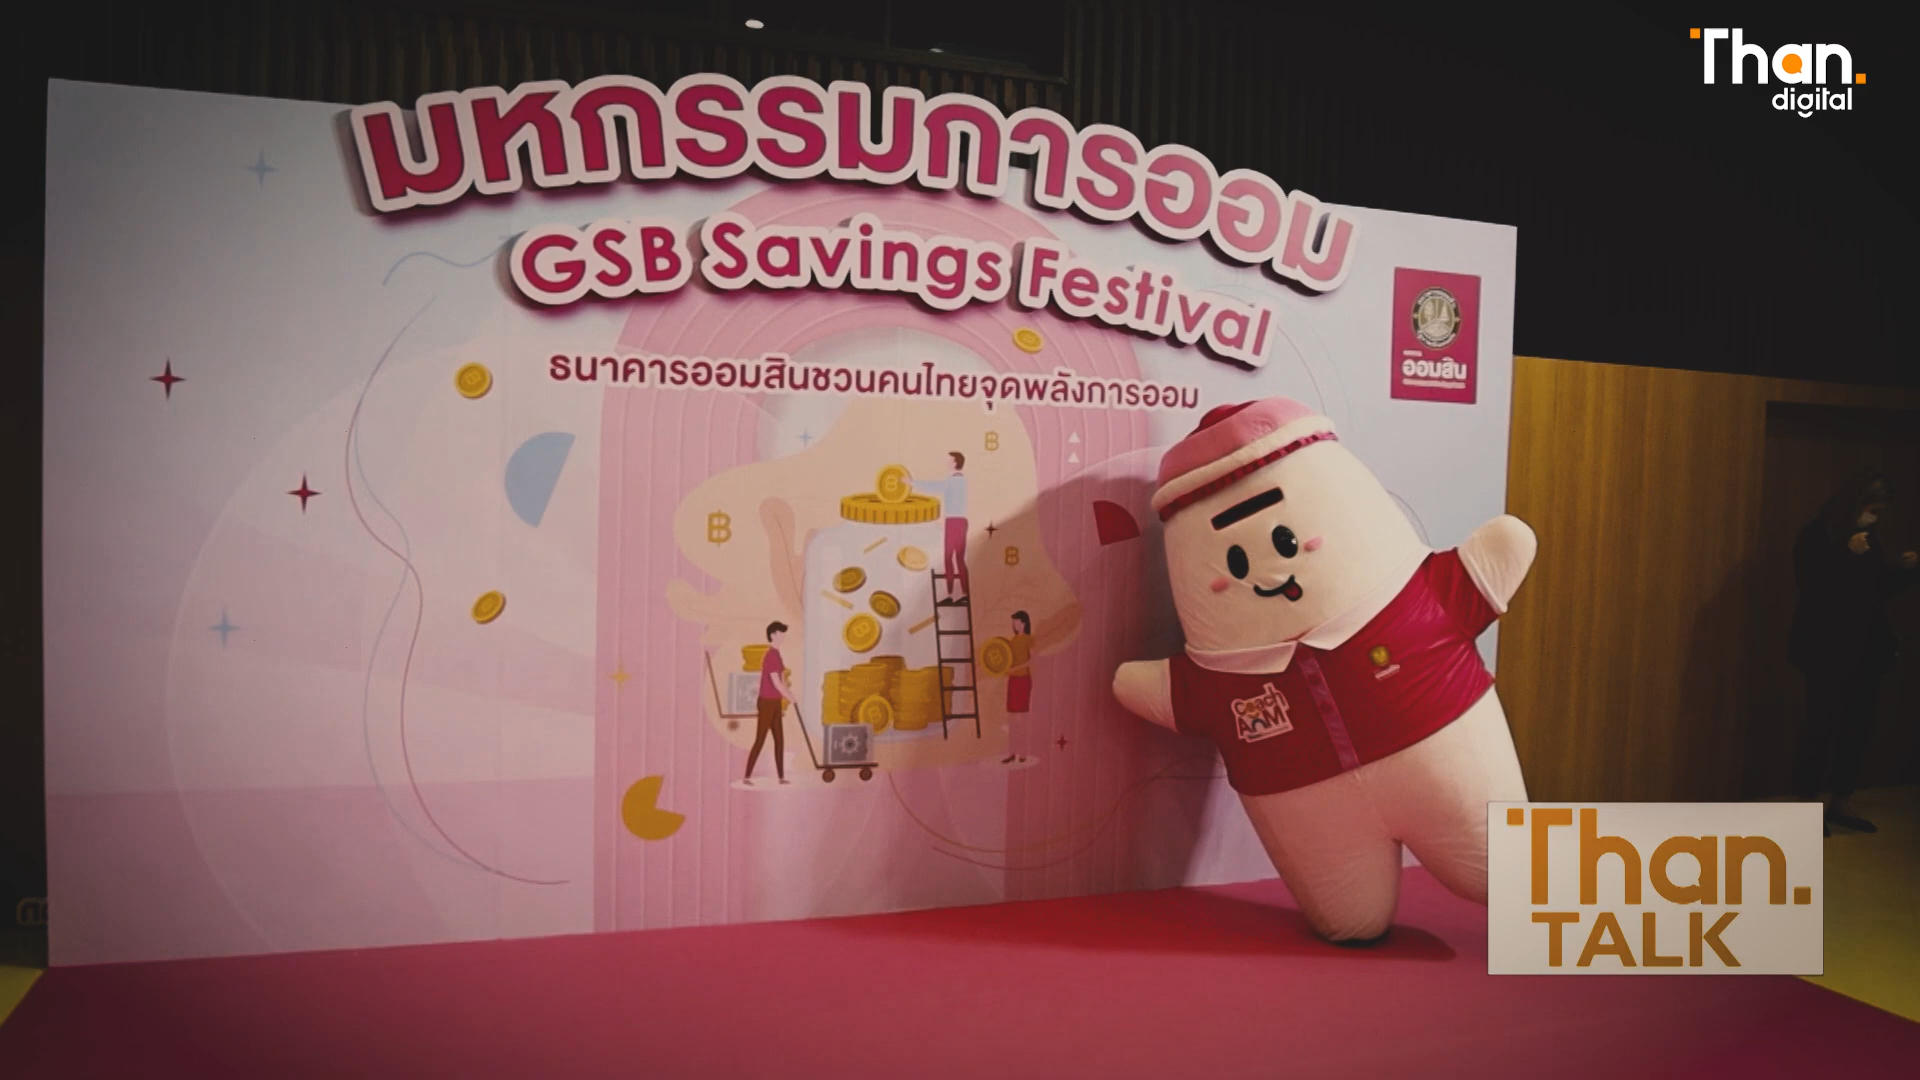 Than.
digital
มหกรรมการออม
GSB Savings Festival
ธนาคารออมสินชวนคนไทยจุดพลังการออม
ออมสิน
Coach
AOM
Than.
TALK